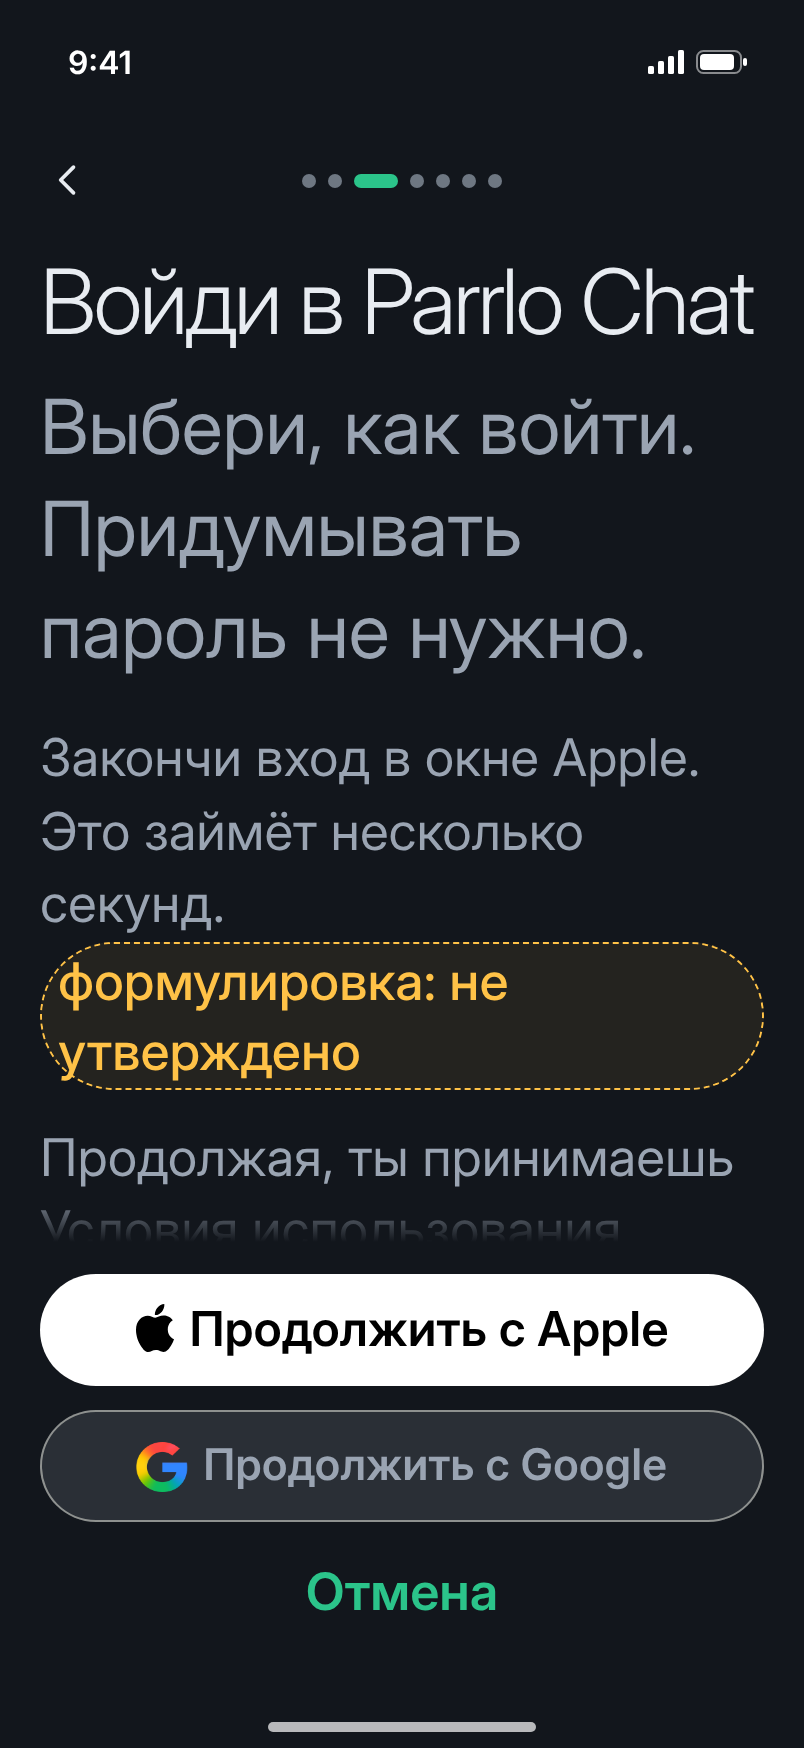 9:41
Войди в Parrlo Chat
Выбери, как войти.
Придумывать
пароль не нужно.
Закончи вход в окне Apple.
Это займёт несколько
секунд.
формулировка: не
утверждено
Продолжая, ты принимаешь
Условия использования
Продолжить с Apple
Продолжить с Google
Отмена